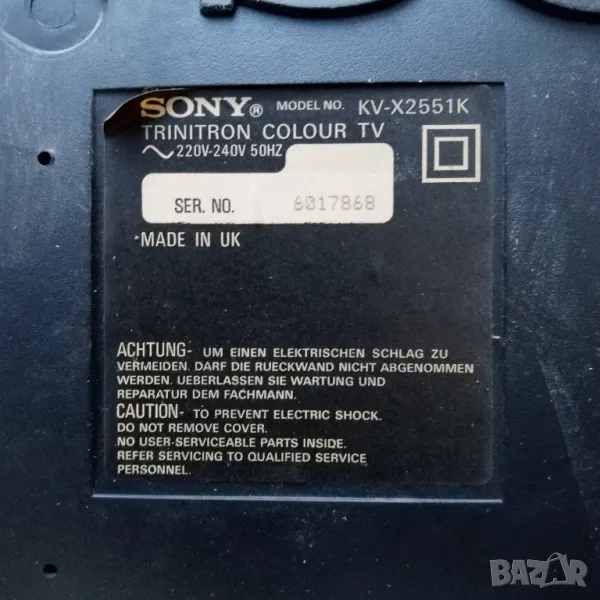 SONY® MODEL NO. KV-X2551K
TRINITRON COLOUR TV
~ 220V-240V 50HZ
SER. NO. 6017868
MADE IN UK
ACHTUNG- UM EINEN ELEKTRISCHEN SCHLAG ZU
VERMEIDEN. DARF DIE RUECKWAND NICHT ABGENOMMEN
WERDEN. UEBERLASSEN SIE WARTUNG UND
REPARATUR DEM FACHMANN.
CAUTION- TO PREVENT ELECTRIC SHOCK.
DO NOT REMOVE COVER.
NO USER-SERVICEABLE PARTS INSIDE.
REFER SERVICING TO QUALIFIED SERVICE
PERSONNEL.
BAZAR